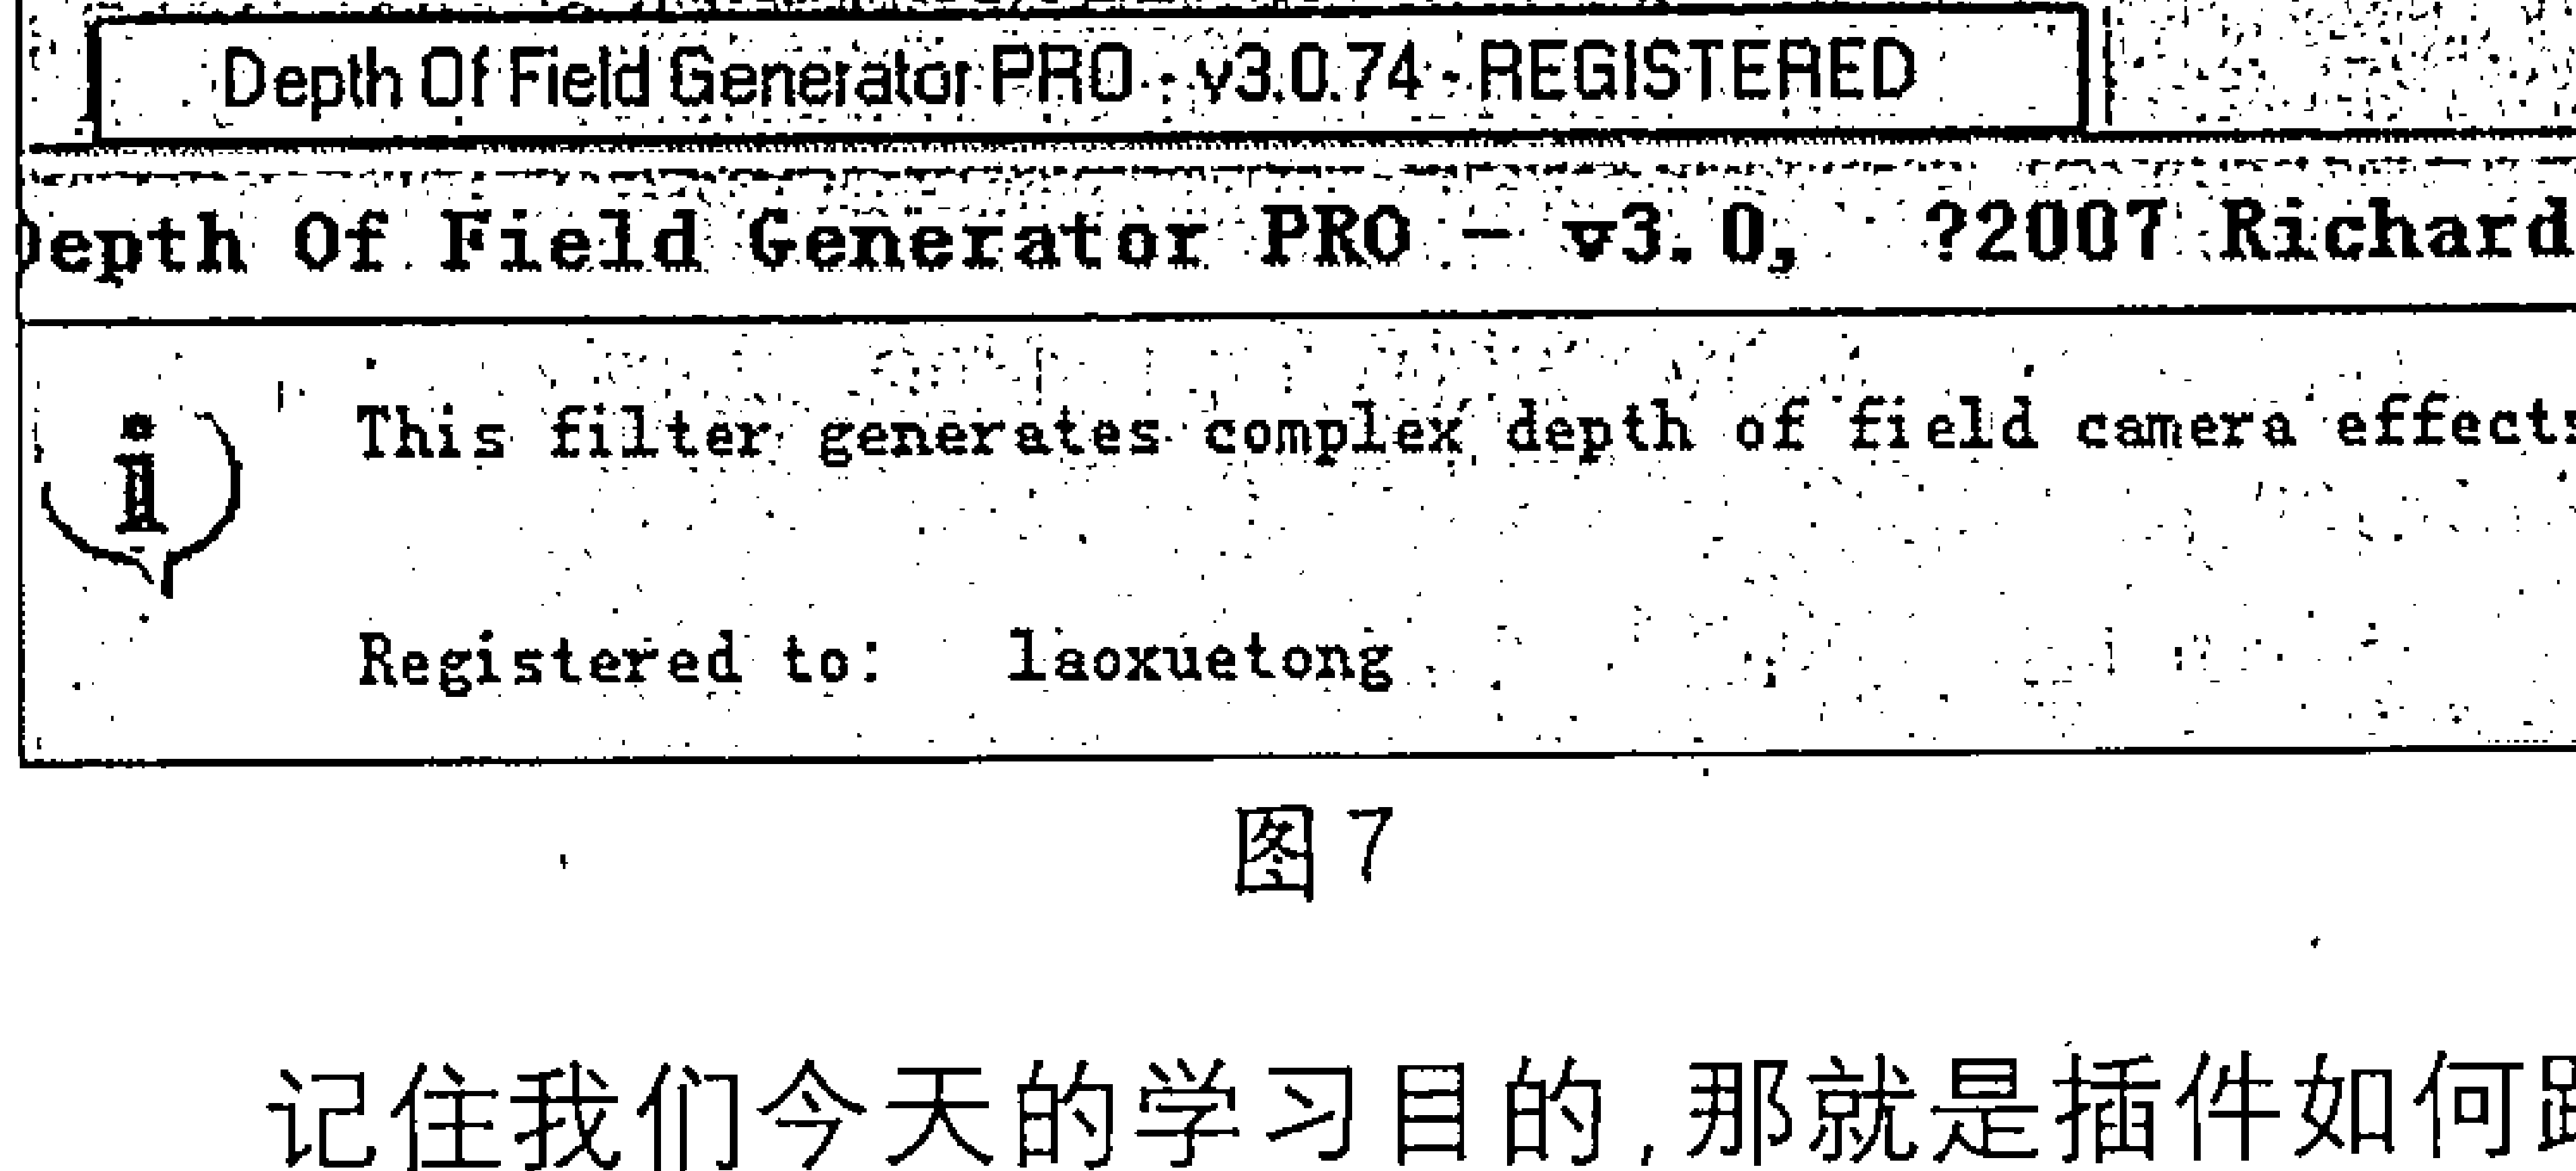 Depth Of Field Generator PRO - v3.0.74 - REGISTERED
Depth Of Field Generator PRO - v3.0, ?2007 Richard
This filter generates complex depth of field camera effects
Registered to: laoxuetong
图7
记住我们今天的学习目的,那就是插件如何